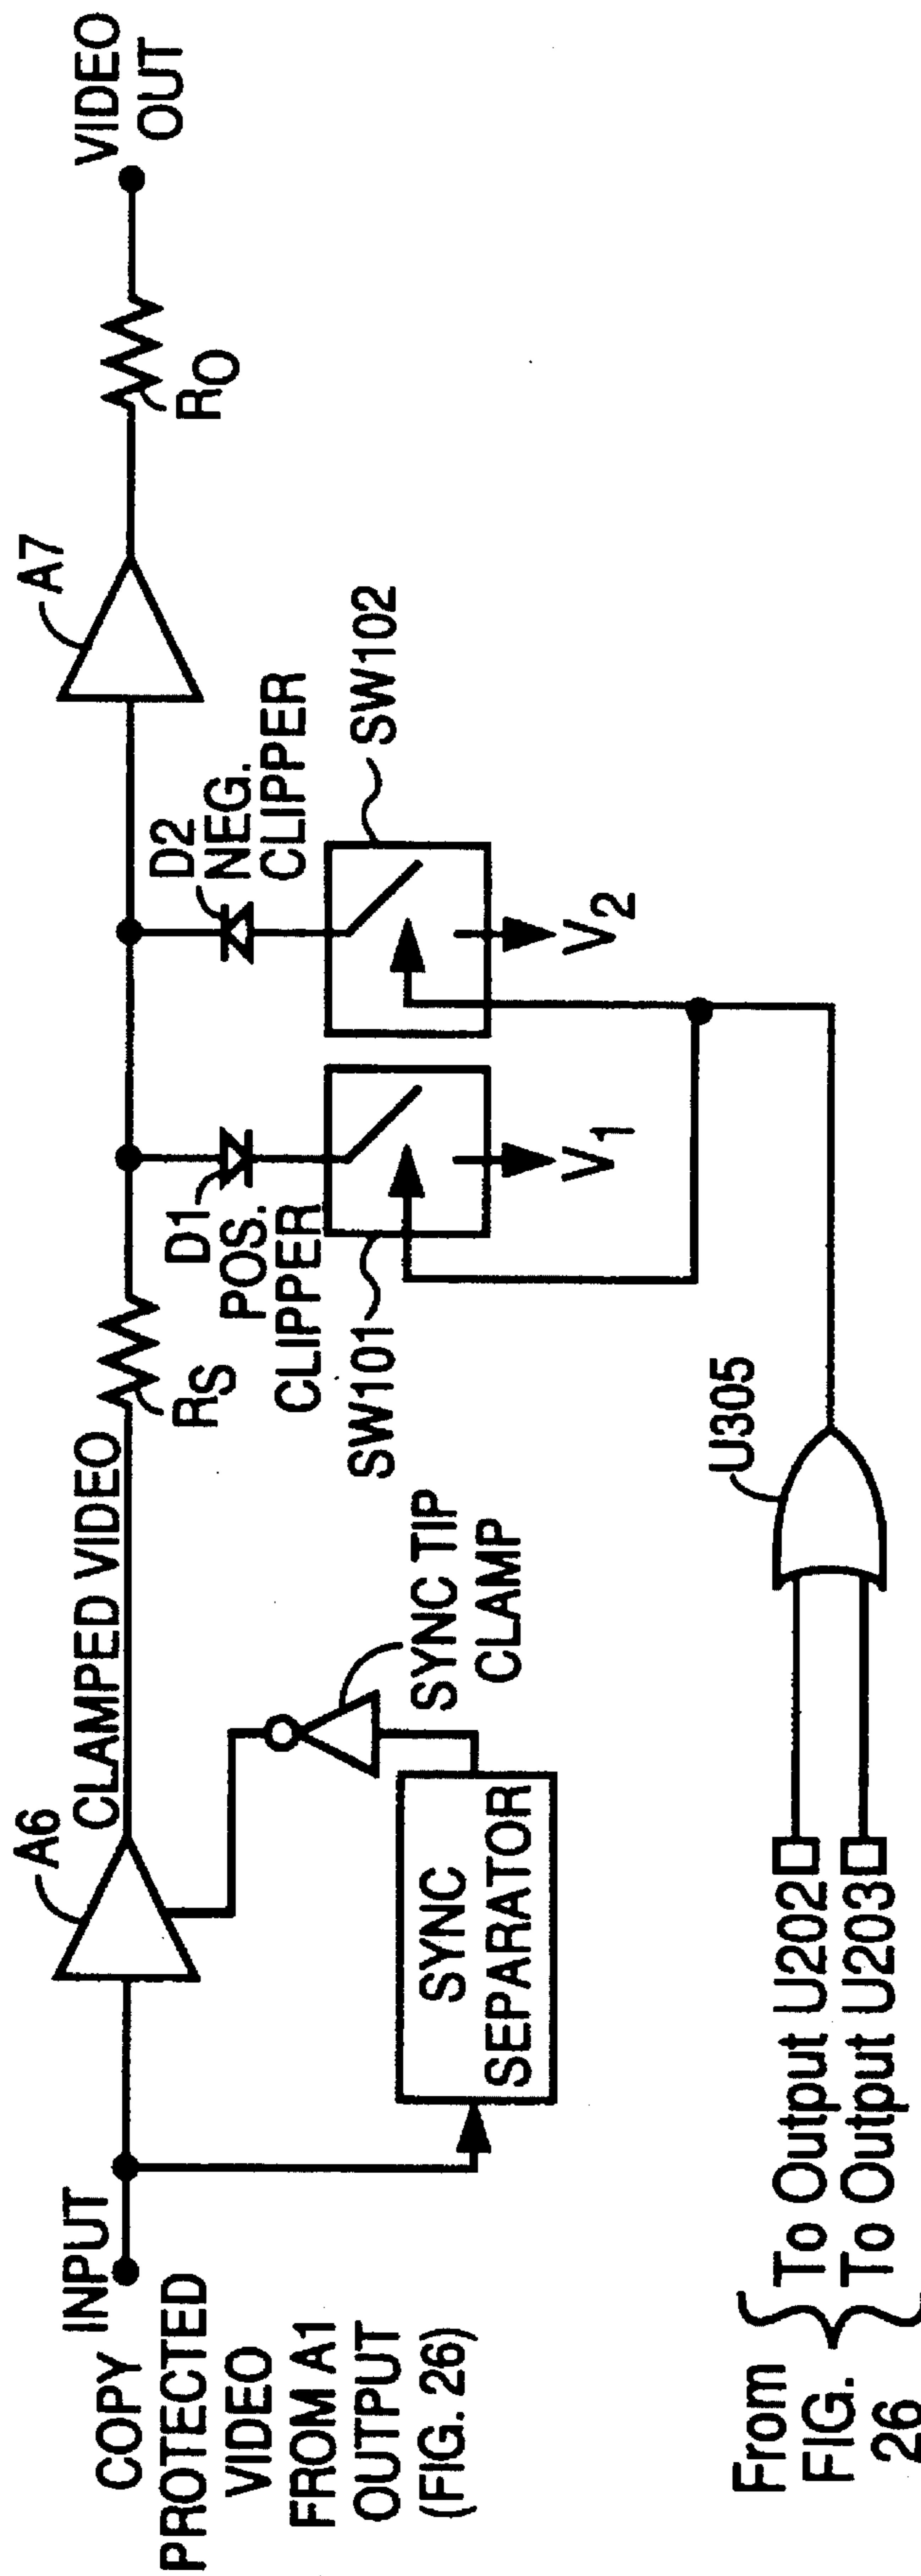 COPY INPUT
PROTECTED
VIDEO
FROM A1
OUTPUT
(FIG. 26)
A6
CLAMPED VIDEO
SYNC
SEPARATOR
SYNC TIP
CLAMP
RS
D1
POS.
CLIPPER
SW101
V1
D2
NEG.
CLIPPER
SW102
V2
A7
RO
VIDEO
OUT
From
FIG.
26
To Output U202
To Output U203
U305